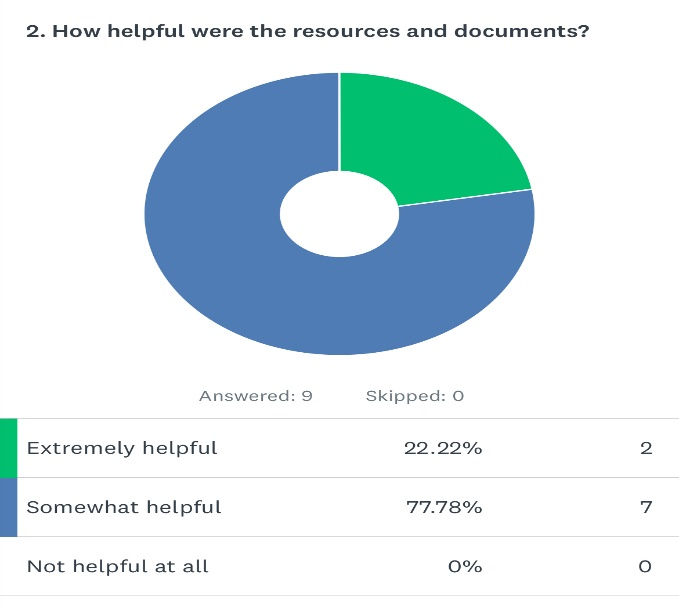 2. How helpful were the resources and documents?
Answered: 9 Skipped: 0
Extremely helpful 22.22% 2
Somewhat helpful 77.78% 7
Not helpful at all 0% 0